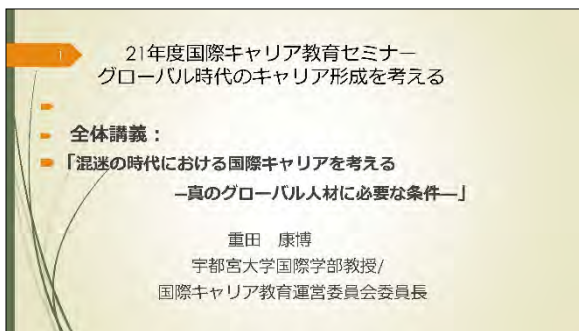 1
21年度国際キャリア教育セミナー
グローバル時代のキャリア形成を考える
全体講義：
「混迷の時代における国際キャリアを考える
―真のグローバル人材に必要な条件―」
重田　康博
宇都宮大学国際学部教授/
国際キャリア教育運営委員会委員長